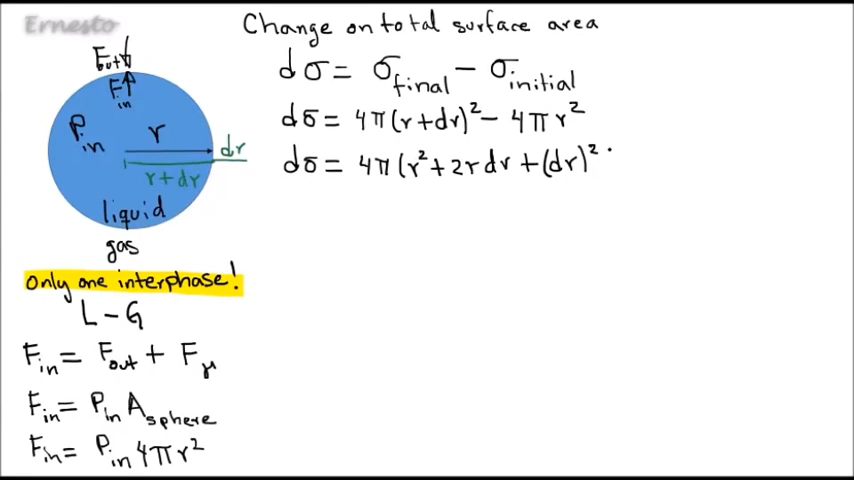 Ernesto
Change on total surface area
Fout
Fin
Pin
r
dr
r + dr
liquid
gas
dσ = σfinal - σinitial
dσ = 4π(r+dr)² - 4πr²
dσ = 4π(r² + 2rdr + (dr)²
only one interphase!
L - G
Fin = Fout + Fγ
Fin = Pin Asphere
Fin = Pin 4πr²